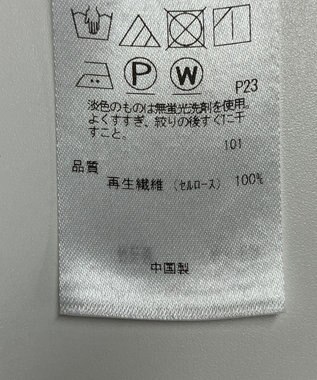 P
W
P23
淡色のものは無蛍光洗剤を使用。
よくすすぎ、絞りの後すぐに干
すこと。
101
品質
再生繊維 (セルロース) 100%
中国製